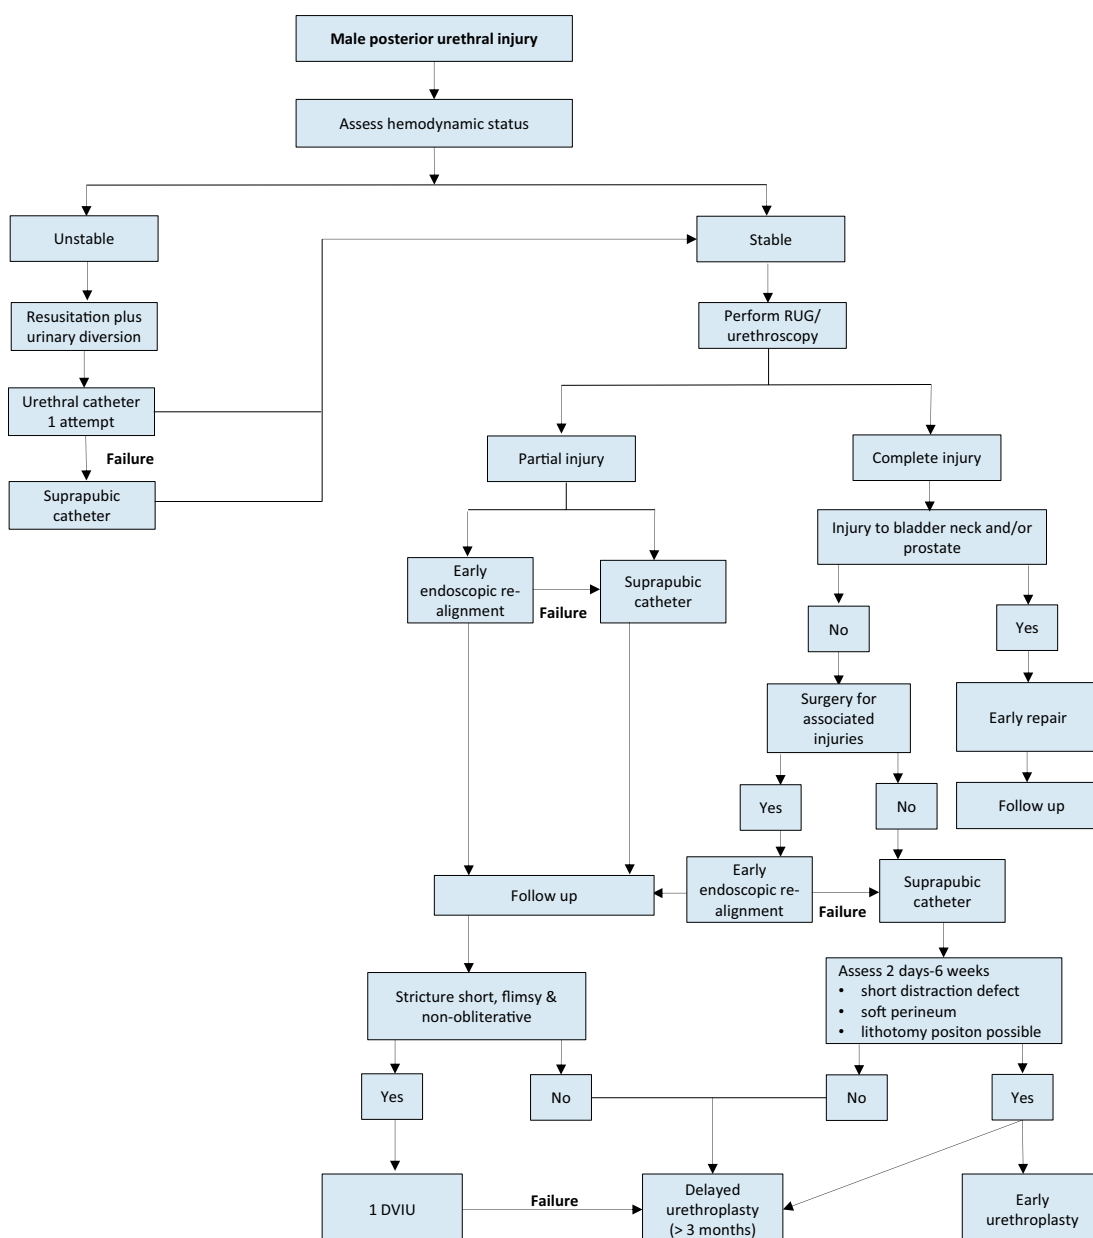 Male posterior urethral injury
Assess hemodynamic status
Unstable
Stable
Resusitation plus
urinary diversion
Perform RUG/
urethroscopy
Urethral catheter
1 attempt
Failure
Suprapubic
catheter
Partial injury
Complete injury
Injury to bladder neck and/or
prostate
Early
endoscopic re-
alignment
Failure
Suprapubic
catheter
No
Yes
Surgery for
associated
injuries
Early repair
Yes
No
Follow up
Follow up
Early
endoscopic re-
alignment
Failure
Suprapubic
catheter
Stricture short, flimsy &
non-obliterative
Assess 2 days-6 weeks
• short distraction defect
• soft perineum
• lithotomy positon possible
Yes
No
No
Yes
1 DVIU
Failure
Delayed
urethroplasty
(> 3 months)
Early
urethroplasty